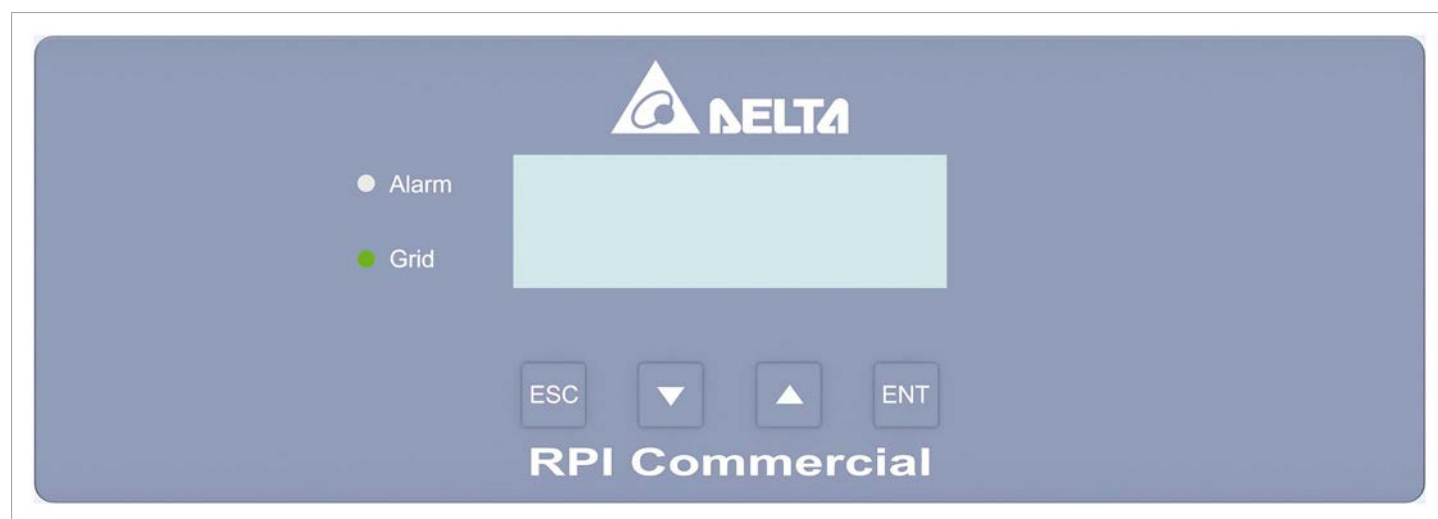 DELTA
Alarm
Grid
ESC
ENT
RPI Commercial